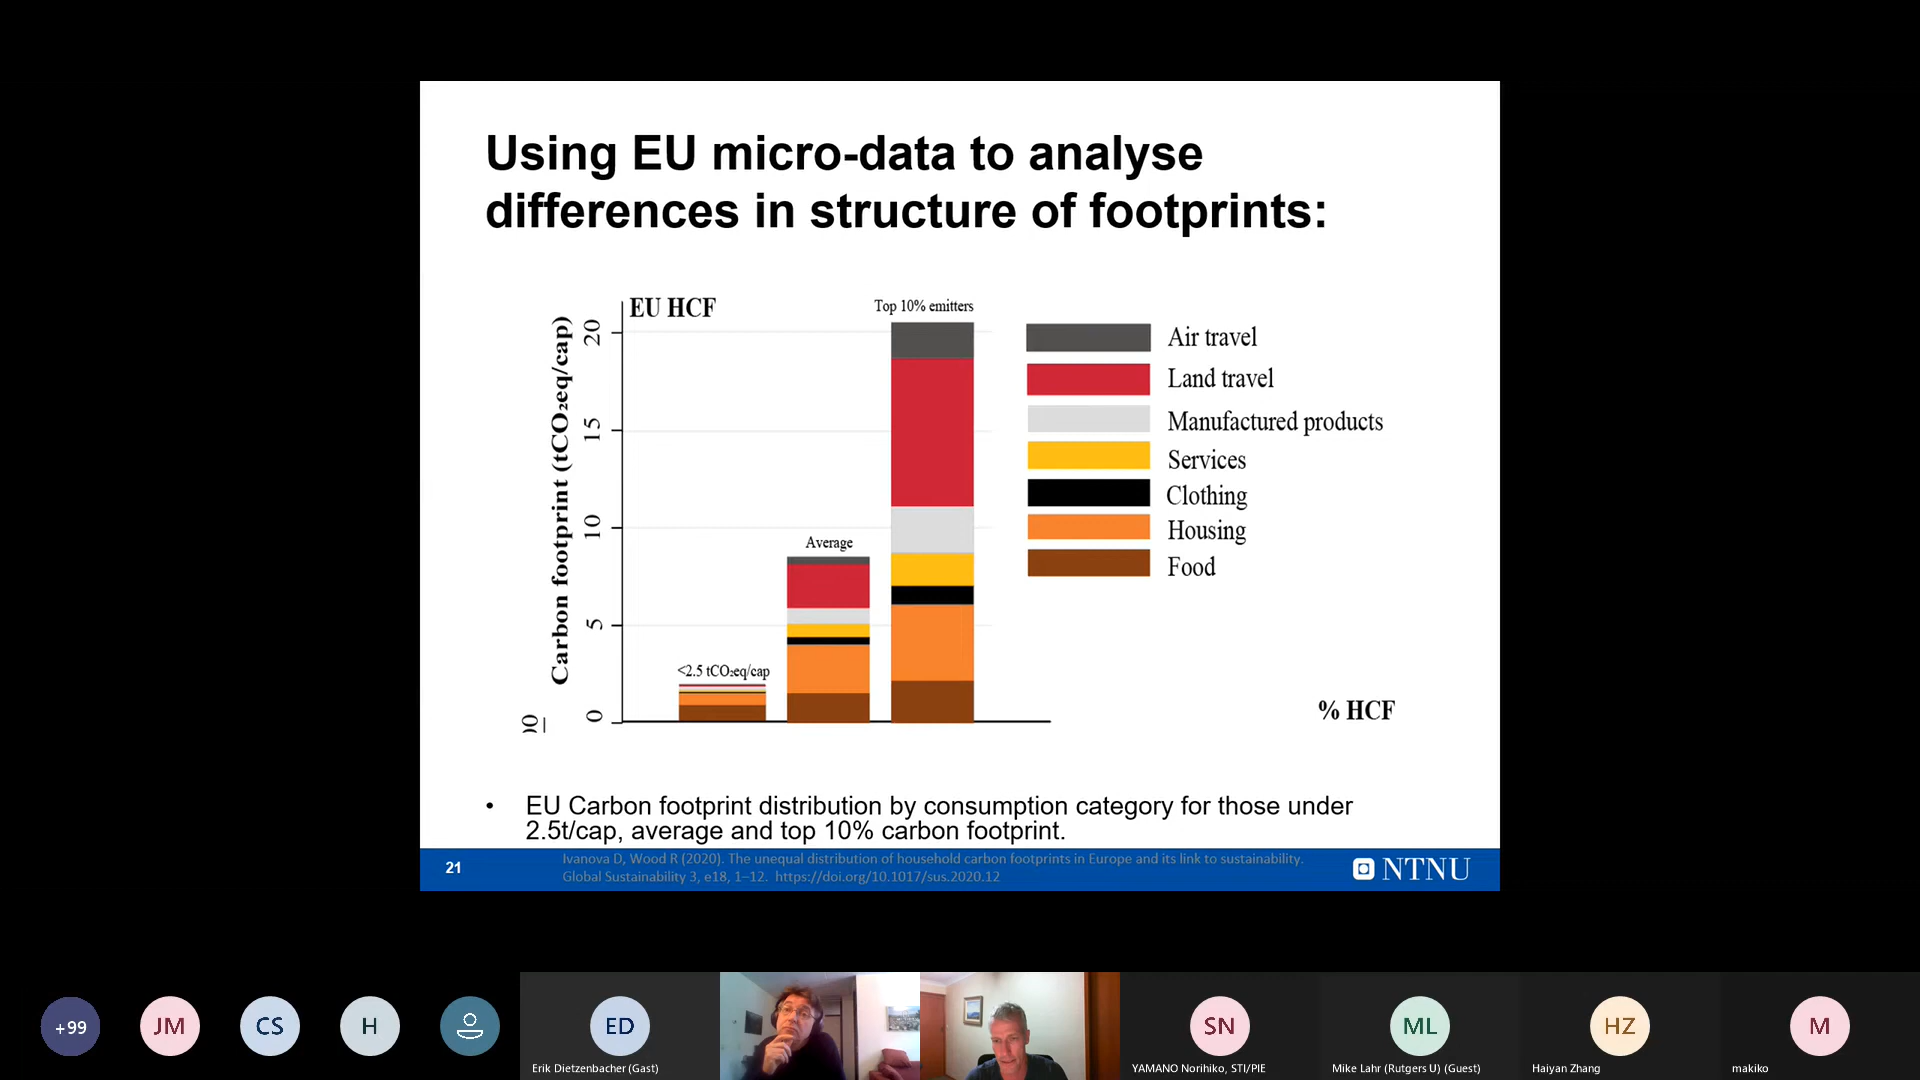 Using EU micro-data to analyse
differences in structure of footprints:
EU HCF
Top 10% emitters
Carbon footprint (tCO₂eq/cap)
20
15
10
5
0
Average
<2.5 tCO₂eq/cap
Air travel
Land travel
Manufactured products
Services
Clothing
Housing
Food
% HCF
• EU Carbon footprint distribution by consumption category for those under
2.5t/cap, average and top 10% carbon footprint.
21
Ivanova D, Wood R (2020). The unequal distribution of household carbon footprints in Europe and its link to sustainability.
Global Sustainability 3, e18, 1–12. https://doi.org/10.1017/sus.2020.12
NTNU
+99
JM
CS
H
ED
Erik Dietzenbacher (Gast)
SN
YAMANO Norihiko, STI/PIE
ML
Mike Lahr (Rutgers U) (Guest)
HZ
Haiyan Zhang
M
makiko